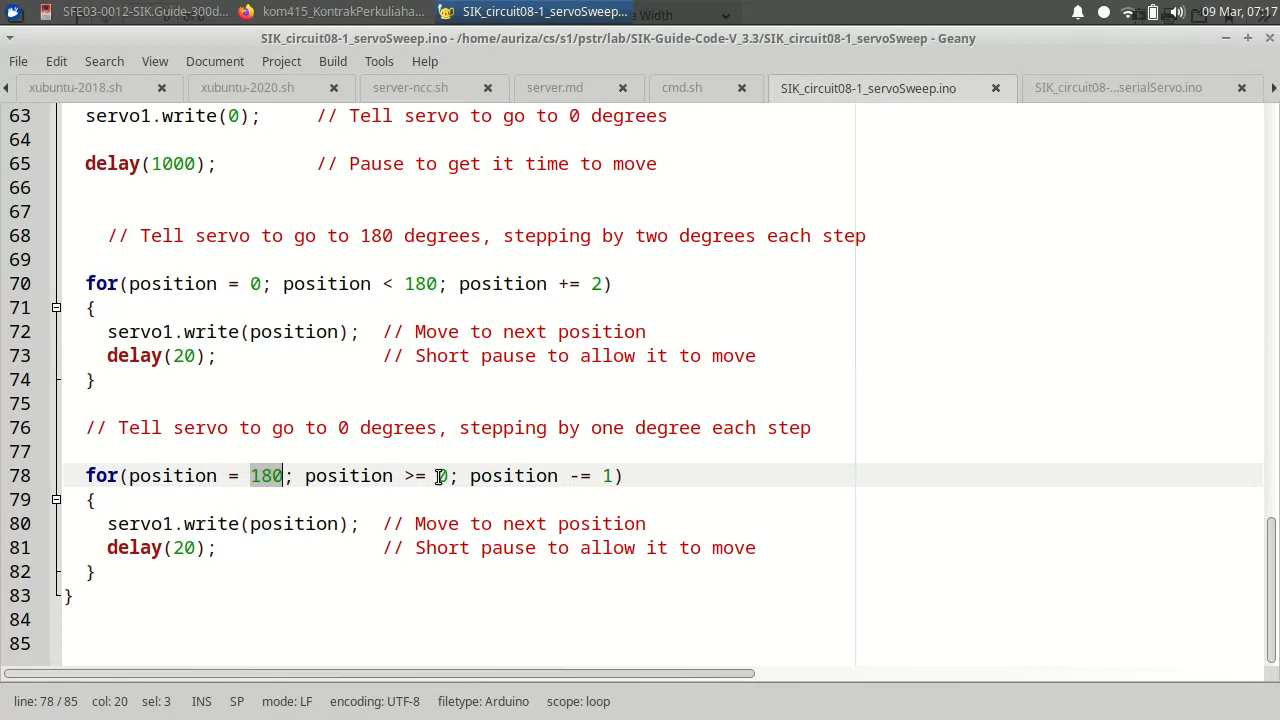 SFE03-0012-SIK.Guide-300d... kom415_KontrakPerkuliaha... SIK_circuit08-1_servoSweep... e Width 09 Mar, 07:17
SIK_circuit08-1_servoSweep.ino - /home/auriza/cs/s1/pstr/lab/SIK-Guide-Code-V_3.3/SIK_circuit08-1_servoSweep - Geany
File Edit Search View Document Project Build Tools Help
xubuntu-2018.sh xubuntu-2020.sh server-ncc.sh server.md cmd.sh SIK_circuit08-1_servoSweep.ino SIK_circuit08-...serialServo.ino
63 servo1.write(0); // Tell servo to go to 0 degrees
64
65 delay(1000); // Pause to get it time to move
66
67
68 // Tell servo to go to 180 degrees, stepping by two degrees each step
69
70 for(position = 0; position < 180; position += 2)
71 {
72 servo1.write(position); // Move to next position
73 delay(20); // Short pause to allow it to move
74 }
75
76 // Tell servo to go to 0 degrees, stepping by one degree each step
77
78 for(position = 180; position >= 0; position -= 1)
79 {
80 servo1.write(position); // Move to next position
81 delay(20); // Short pause to allow it to move
82 }
83 }
84
85
line: 78 / 85 col: 20 sel: 3 INS SP mode: LF encoding: UTF-8 filetype: Arduino scope: loop